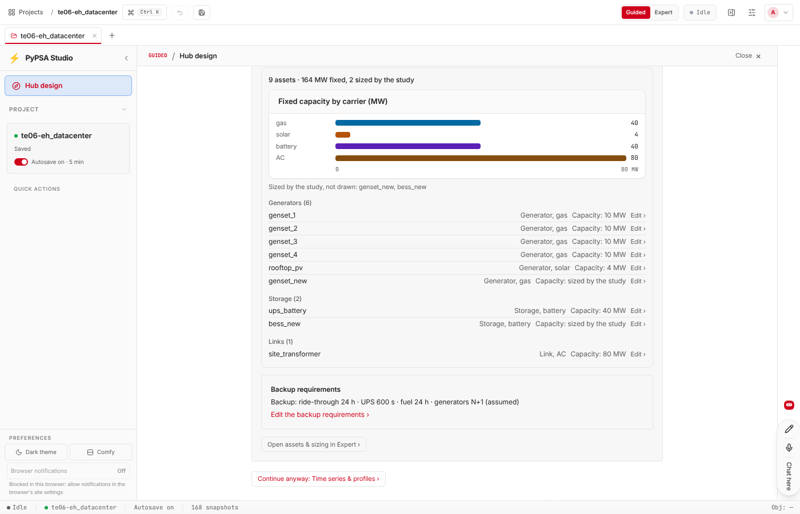 Projects / te06-eh_datacenter ⌘ Ctrl K Guided Expert Idle A
te06-eh_datacenter × +
PyPSA Studio
GUIDED / Hub design Close ×
Hub design
PROJECT
te06-eh_datacenter
Saved
Autosave on · 5 min
QUICK ACTIONS
9 assets · 164 MW fixed, 2 sized by the study
Fixed capacity by carrier (MW)
gas 40
solar 4
battery 40
AC 80
0 80 MW
Sized by the study, not drawn: genset_new, bess_new
Generators (6)
genset_1 Generator, gas Capacity: 10 MW Edit ›
genset_2 Generator, gas Capacity: 10 MW Edit ›
genset_3 Generator, gas Capacity: 10 MW Edit ›
genset_4 Generator, gas Capacity: 10 MW Edit ›
rooftop_pv Generator, solar Capacity: 4 MW Edit ›
genset_new Generator, gas Capacity: sized by the study Edit ›
Storage (2)
ups_battery Storage, battery Capacity: 40 MW Edit ›
bess_new Storage, battery Capacity: sized by the study Edit ›
Links (1)
site_transformer Link, AC Capacity: 80 MW Edit ›
Backup requirements
Backup: ride-through 24 h · UPS 600 s · fuel 24 h · generators N+1 (assumed)
Edit the backup requirements ›
Open assets & sizing in Expert ›
Continue anyway: Time series & profiles ›
PREFERENCES
Dark theme Comfy
Browser notifications Off
Blocked in this browser: allow notifications in the
browser's site settings
Chat here
Idle te06-eh_datacenter Autosave on 168 snapshots Obj: —